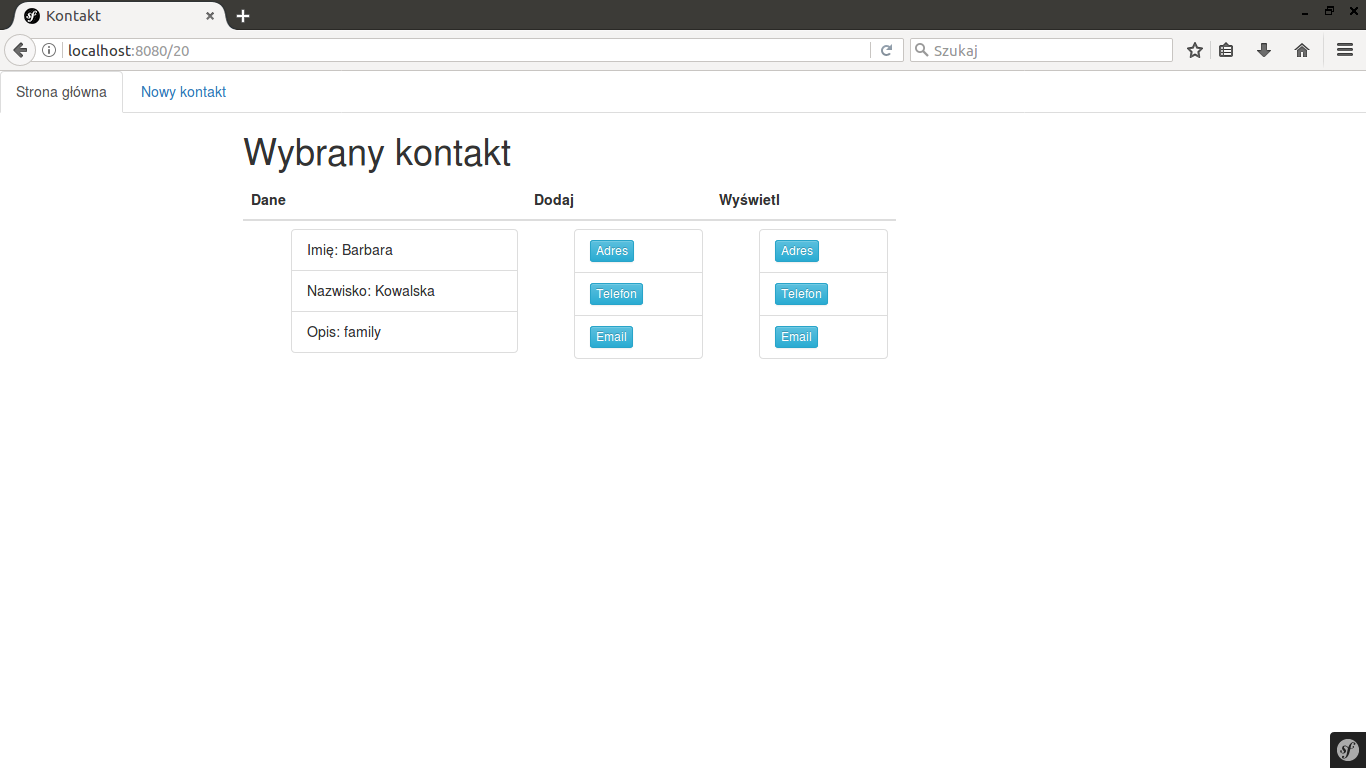 Kontakt
localhost:8080/20
Szukaj
Strona główna Nowy kontakt
Wybrany kontakt
Dane Dodaj Wyświetl
Imię: Barbara
Nazwisko: Kowalska
Opis: family
Adres
Telefon
Email
Adres
Telefon
Email
sf